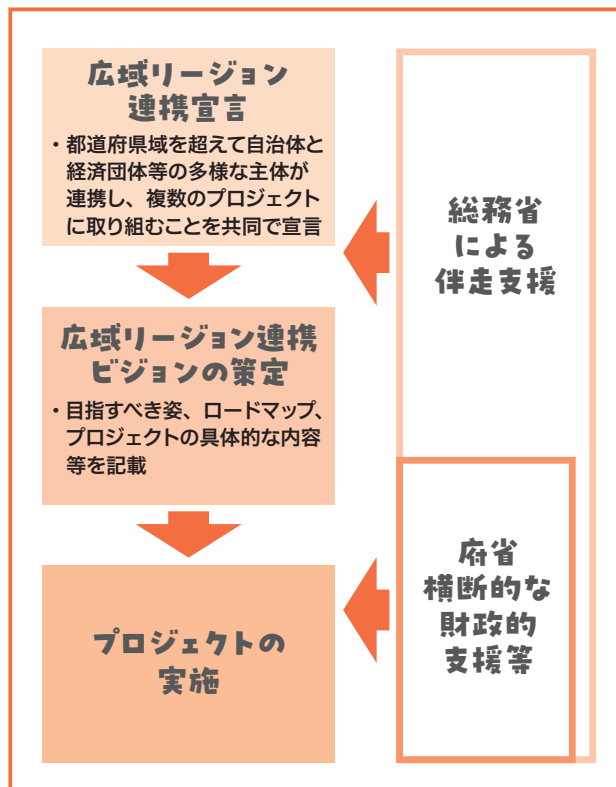 広域リージョン
連携宣言
・都道府県域を超えて自治体と
経済団体等の多様な主体が
連携し、複数のプロジェクト
に取り組むことを共同で宣言
広域リージョン連携
ビジョンの策定
・目指すべき姿、ロードマップ、
プロジェクトの具体的な内容
等を記載
プロジェクトの
実施
総務省
による
伴走支援
府省
横断的な
財政的
支援等